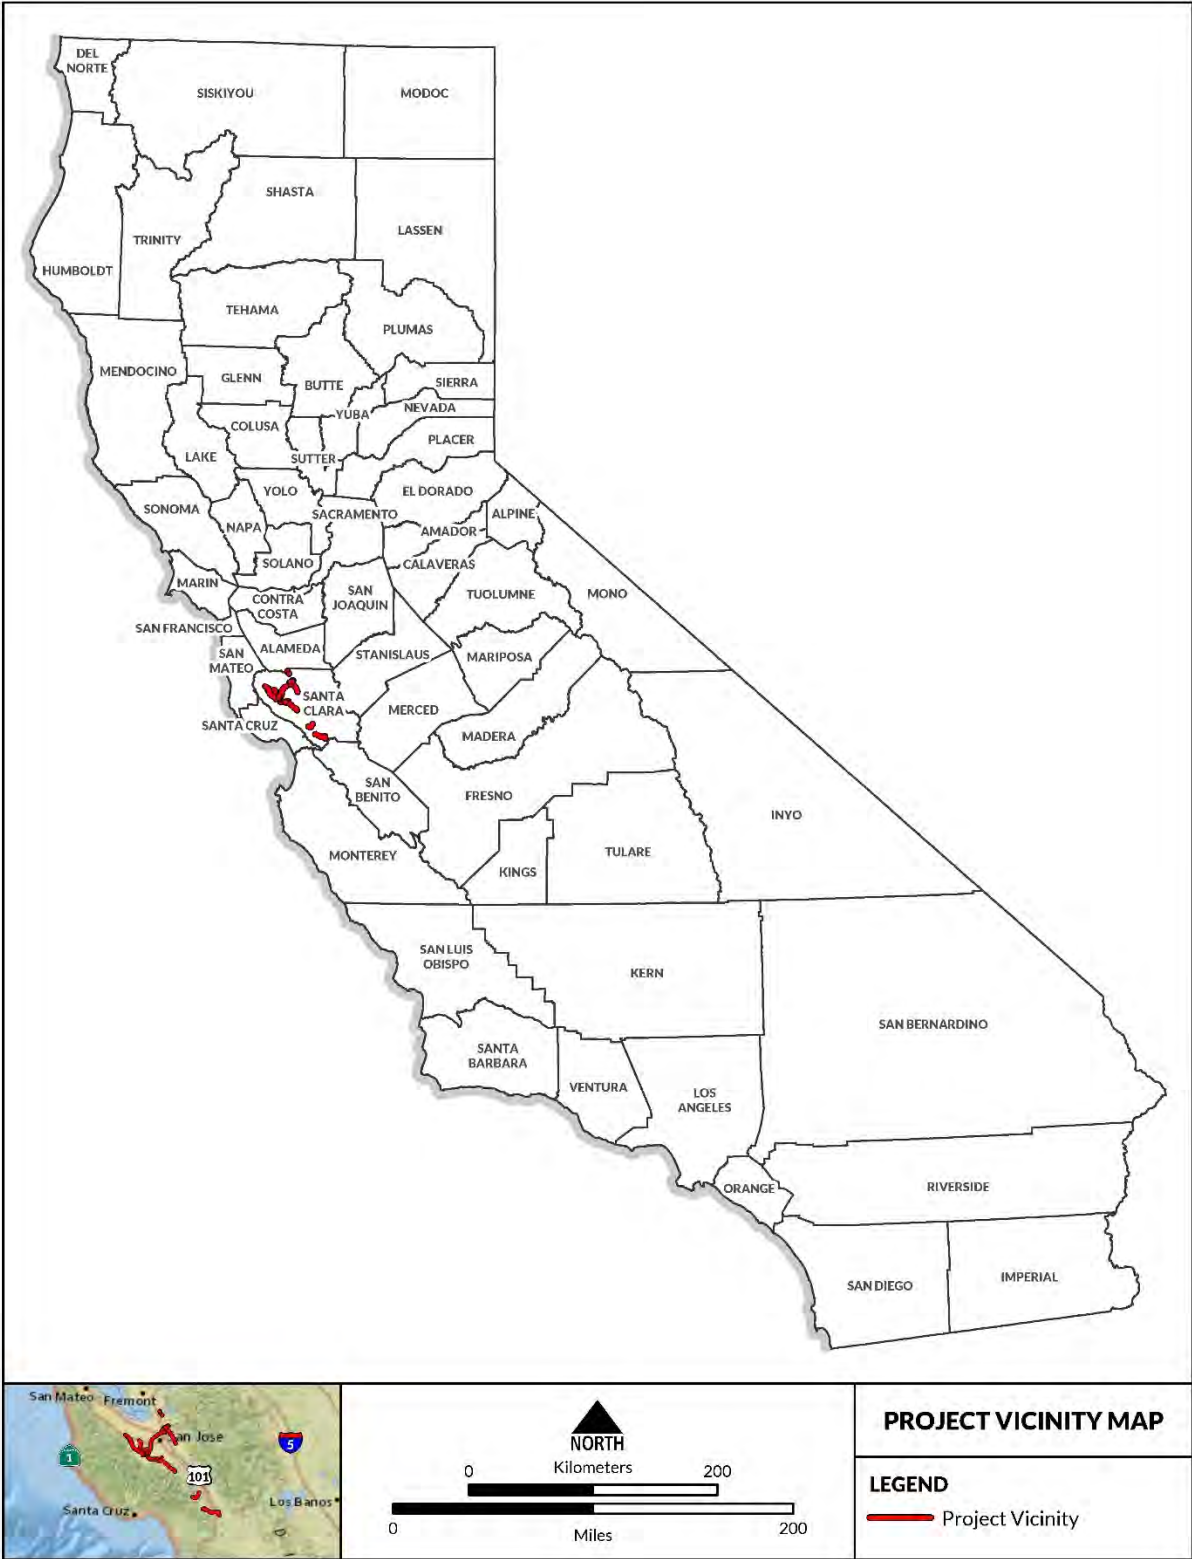 DEL
NORTE
SISKIYOU
MODOC
SHASTA
LASSEN
TRINITY
HUMBOLDT
TEHAMA
PLUMAS
MENDOCINO
GLENN
BUTTE
SIERRA
YUBA
NEVADA
COLUSA
PLACER
LAKE
SUTTER
YOLO
EL DORADO
SONOMA
NAPA
SACRAMENTO
ALPINE
AMADOR
SOLANO
CALAVERAS
MARIN
CONTRA
COSTA
SAN
JOAQUIN
TUOLUMNE
MONO
SAN FRANCISCO
ALAMEDA
STANISLAUS
MARIPOSA
SAN
MATEO
SANTA
CLARA
MERCED
SANTA CRUZ
MADERA
SAN
BENITO
FRESNO
INYO
MONTEREY
KINGS
TULARE
SAN LUIS
OBISPO
KERN
SAN BERNARDINO
SANTA
BARBARA
VENTURA
LOS
ANGELES
ORANGE
RIVERSIDE
SAN DIEGO
IMPERIAL
San Mateo
Fremont
an Jose
1
5
101
Santa Cruz
Los Banos
NORTH
0 Kilometers 200
0 Miles 200
PROJECT VICINITY MAP
LEGEND
Project Vicinity